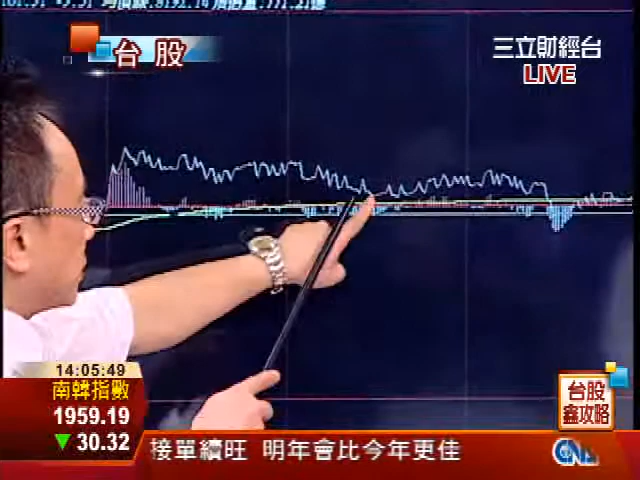 台股
三立財經台
LIVE
14:05:49
南韓指數
1959.19
▼30.32
台股
鑫攻略
接單續旺 明年會比今年更佳